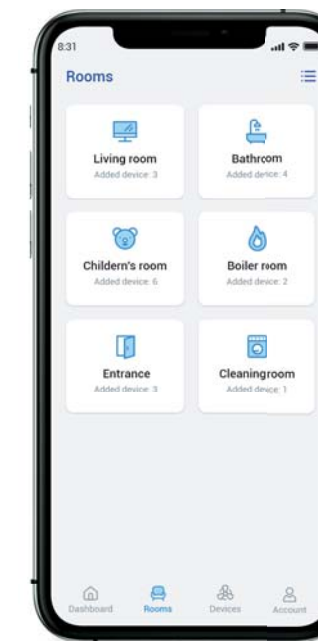 8:31
Rooms
Living room
Added device: 3
Bathroom
Added device: 4
Childern's room
Added device: 6
Boiler room
Added device: 2
Entrance
Added device: 3
Cleaningroom
Added device: 1
Dashboard
Rooms
Devices
Account